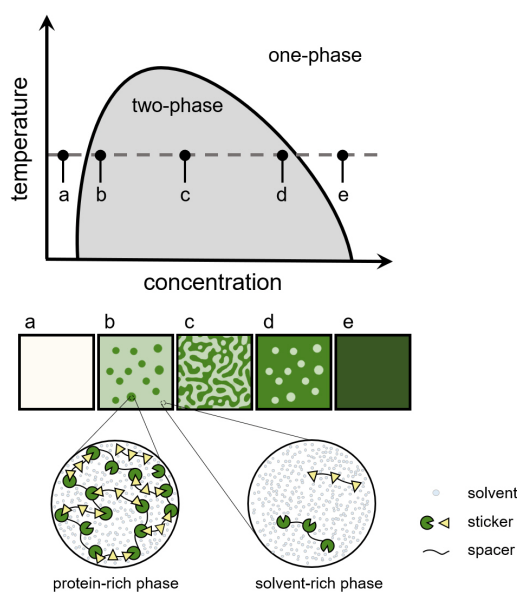 one-phase
two-phase
temperature
a b c d e
concentration
a b c d e
solvent
sticker
spacer
protein-rich phase solvent-rich phase